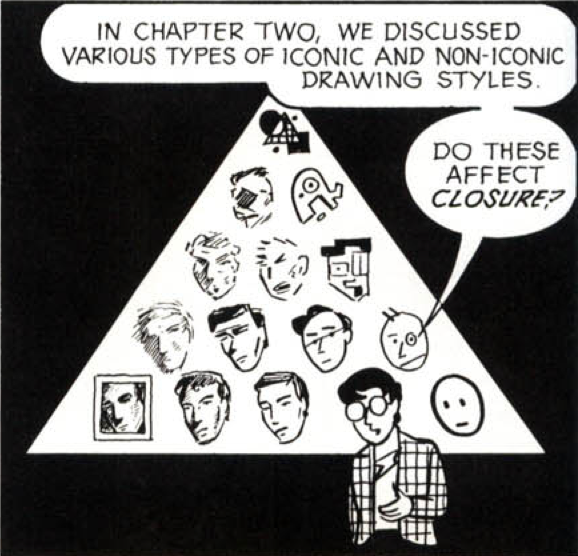 IN CHAPTER TWO, WE DISCUSSED
VARIOUS TYPES OF ICONIC AND NON-ICONIC
DRAWING STYLES.
DO THESE
AFFECT
CLOSURE?